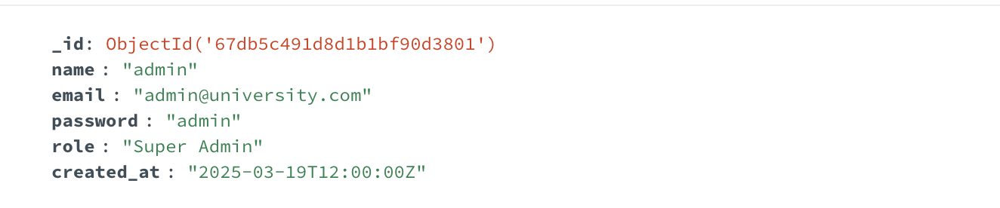 _id: ObjectId('67db5c491d8d1b1bf90d3801')
name : "admin"
email : "admin@university.com"
password : "admin"
role : "Super Admin"
created_at : "2025-03-19T12:00:00Z"